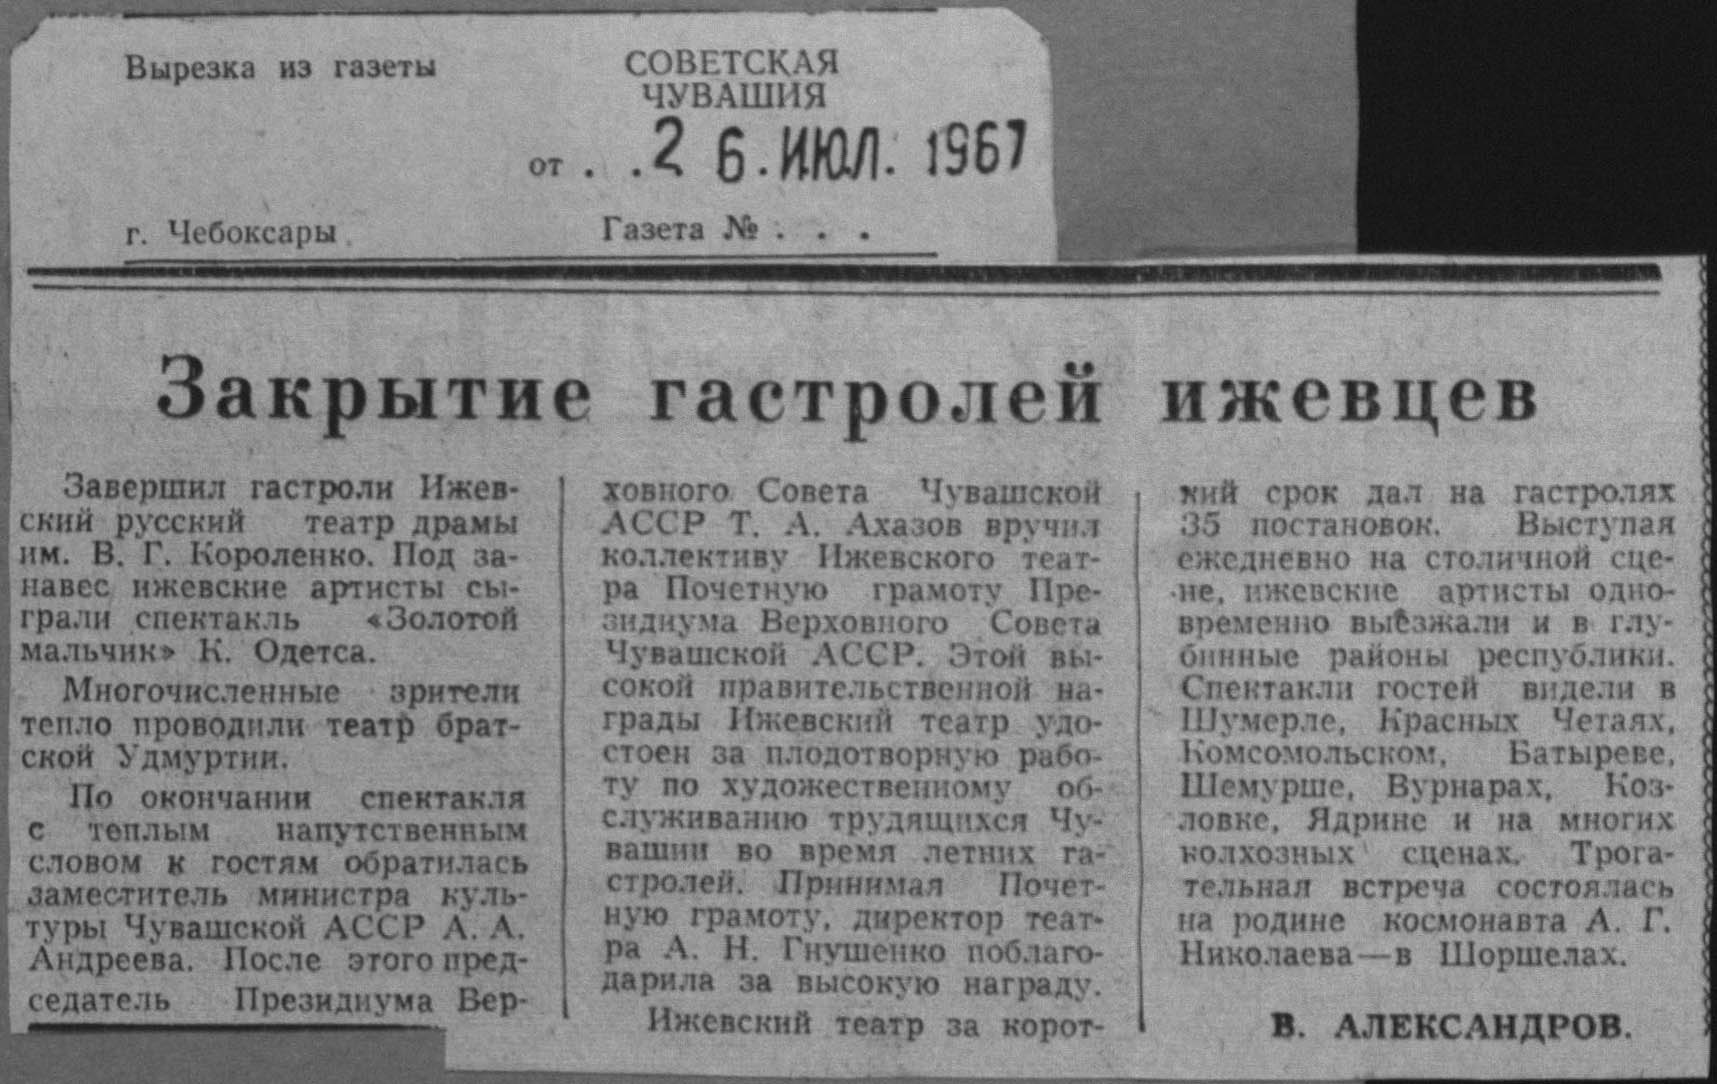 Вырезка из газеты
СОВЕТСКАЯ
ЧУВАШИЯ
от . . 2 6. ИЮЛ. 1967
г. Чебоксары
Газета № . . .
Закрытие гастролей ижевцев
Завершил гастроли Ижев-
ский русский театр драмы
им. В. Г. Короленко. Под за-
навес ижевские артисты сы-
грали спектакль «Золотой
мальчик» К. Одетса.
Многочисленные зрители
тепло проводили театр брат-
ской Удмуртии.
По окончании спектакля
с теплым напутственным
словом к гостям обратилась
заместитель министра куль-
туры Чувашской АССР А. А.
Андреева. После этого пред-
седатель Президиума Вер-
ховного Совета Чувашской
АССР Т. А. Ахазов вручил
коллективу Ижевского теат-
ра Почетную грамоту Пре-
зидиума Верховного Совета
Чувашской АССР. Этой вы-
сокой правительственной на-
грады Ижевский театр удо-
стоен за плодотворную рабо-
ту по художественному об-
служиванию трудящихся Чу-
вашии во время летних га-
стролей. Принимая Почет-
ную грамоту, директор теат-
ра А. Н. Гнушенко поблаго-
дарила за высокую награду.
Ижевский театр за корот-
кий срок дал на гастролях
35 постановок. Выступая
ежедневно на столичной сце-
не, ижевские артисты одно-
временно выезжали и в глу-
бинные районы республики.
Спектакли гостей видели в
Шумерле, Красных Четаях,
Комсомольском, Батыреве,
Шемурше, Вурнарах, Коз-
ловке, Ядрине и на многих
колхозных сценах. Трога-
тельная встреча состоялась
на родине космонавта А. Г.
Николаева—в Шоршелах.
В. АЛЕКСАНДРОВ.